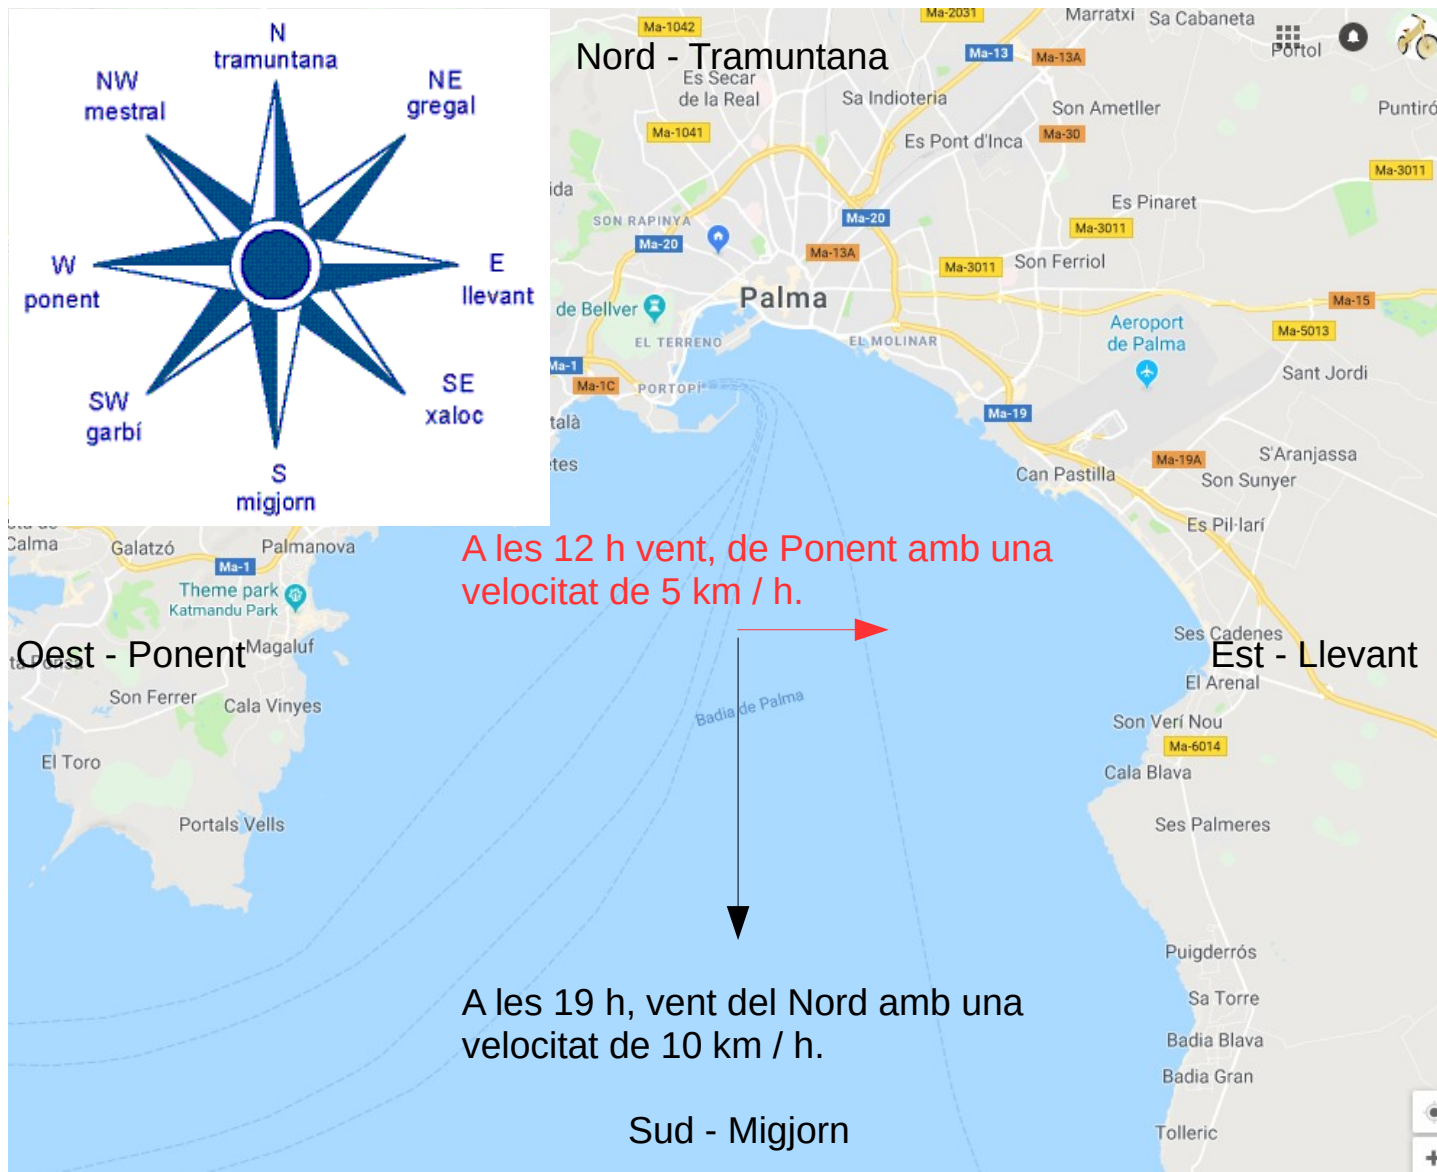 N
tramuntana
NW
mestral
NE
gregal
W
ponent
E
llevant
SW
garbí
SE
xaloc
S
migjorn
Nord - Tramuntana
Ma-1042
Ma-2031
Marratxi
Sa Cabaneta
Portol
Ma-13
Ma-13A
Es Secar
de la Real
Sa Indioteria
Son Ametller
Puntiró
Ma-1041
Es Pont d'Inca
Ma-30
Ma-3011
SON RAPINYA
Ma-20
Ma-20
Es Pinaret
Ma-3011
Ma-13A
Ma-3011
Son Ferriol
de Bellver
Palma
Ma-15
Aeroport
de Palma
Ma-5013
EL TERRENO
EL MOLINAR
Ma-1
Ma-1C
PORTOPÍ
Sant Jordi
Ma-19
talà
tes
Can Pastilla
Ma-19A
S'Aranjassa
Son Sunyer
Es Pil·larí
Calma
Galatzó
Palmanova
Ma-1
Theme park
Katmandu Park
A les 12 h vent, de Ponent amb una
velocitat de 5 km / h.
Oest - Ponent
Magaluf
Ses Cadenes
Est - Llevant
El Arenal
Son Ferrer
Cala Vinyes
Badia de Palma
Son Verí Nou
Ma-6014
El Toro
Cala Blava
Portals Vells
Ses Palmeres
Puigderrós
A les 19 h, vent del Nord amb una
velocitat de 10 km / h.
Sa Torre
Badia Blava
Badia Gran
Sud - Migjorn
Tolleric